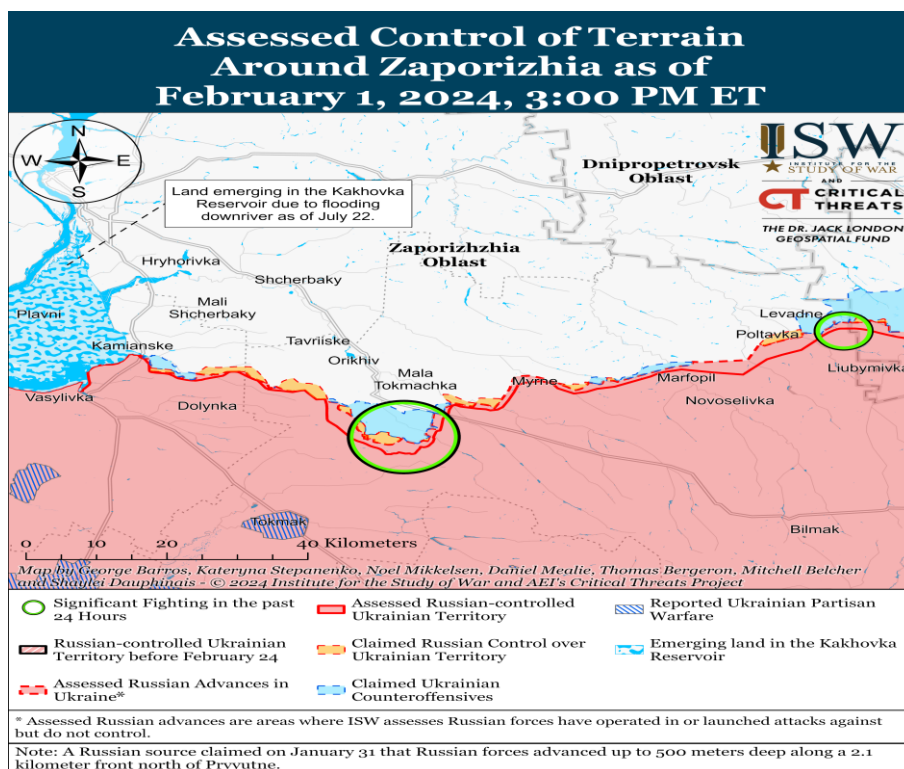 Assessed Control of Terrain
Around Zaporizhia as of
February 1, 2024, 3:00 PM ET
N
W E
S
ISW
INSTITUTE FOR THE
STUDY OF WAR
AND
CT CRITICAL
THREATS
THE DR. JACK LONDON
GEOSPATIAL FUND
Dnipropetrovsk
Oblast
Land emerging in the Kakhovka
Reservoir due to flooding
downriver as of July 22.
Zaporizhzhia
Oblast
Hryhorivka
Shcherbaky
Mali
Shcherbaky
Plavni
Levadne
Poltavka
Kamianske
Tavriiske
Orikhiv
Mala
Tokmachka
Myrne
Marfopil
Liubymivka
Vasylivka
Dolynka
Novoselivka
Tokmak
Bilmak
0 20 40 Kilometers
Map by George Barros, Kateryna Stepanenko, Noel Mikkelsen, Daniel Mealie, Thomas Bergeron, Mitchell Belcher
and Shaylei Dauphinais - © 2024 Institute for the Study of War and AEI's Critical Threats Project
Significant Fighting in the past
24 Hours
Russian-controlled Ukrainian
Territory before February 24
Assessed Russian Advances in
Ukraine*
Assessed Russian-controlled
Ukrainian Territory
Claimed Russian Control over
Ukrainian Territory
Claimed Ukrainian
Counteroffensives
Reported Ukrainian Partisan
Warfare
Emerging land in the Kakhovka
Reservoir
* Assessed Russian advances are areas where ISW assesses Russian forces have operated in or launched attacks against
but do not control.
Note: A Russian source claimed on January 31 that Russian forces advanced up to 500 meters deep along a 2.1
kilometer front north of Pryyutne.